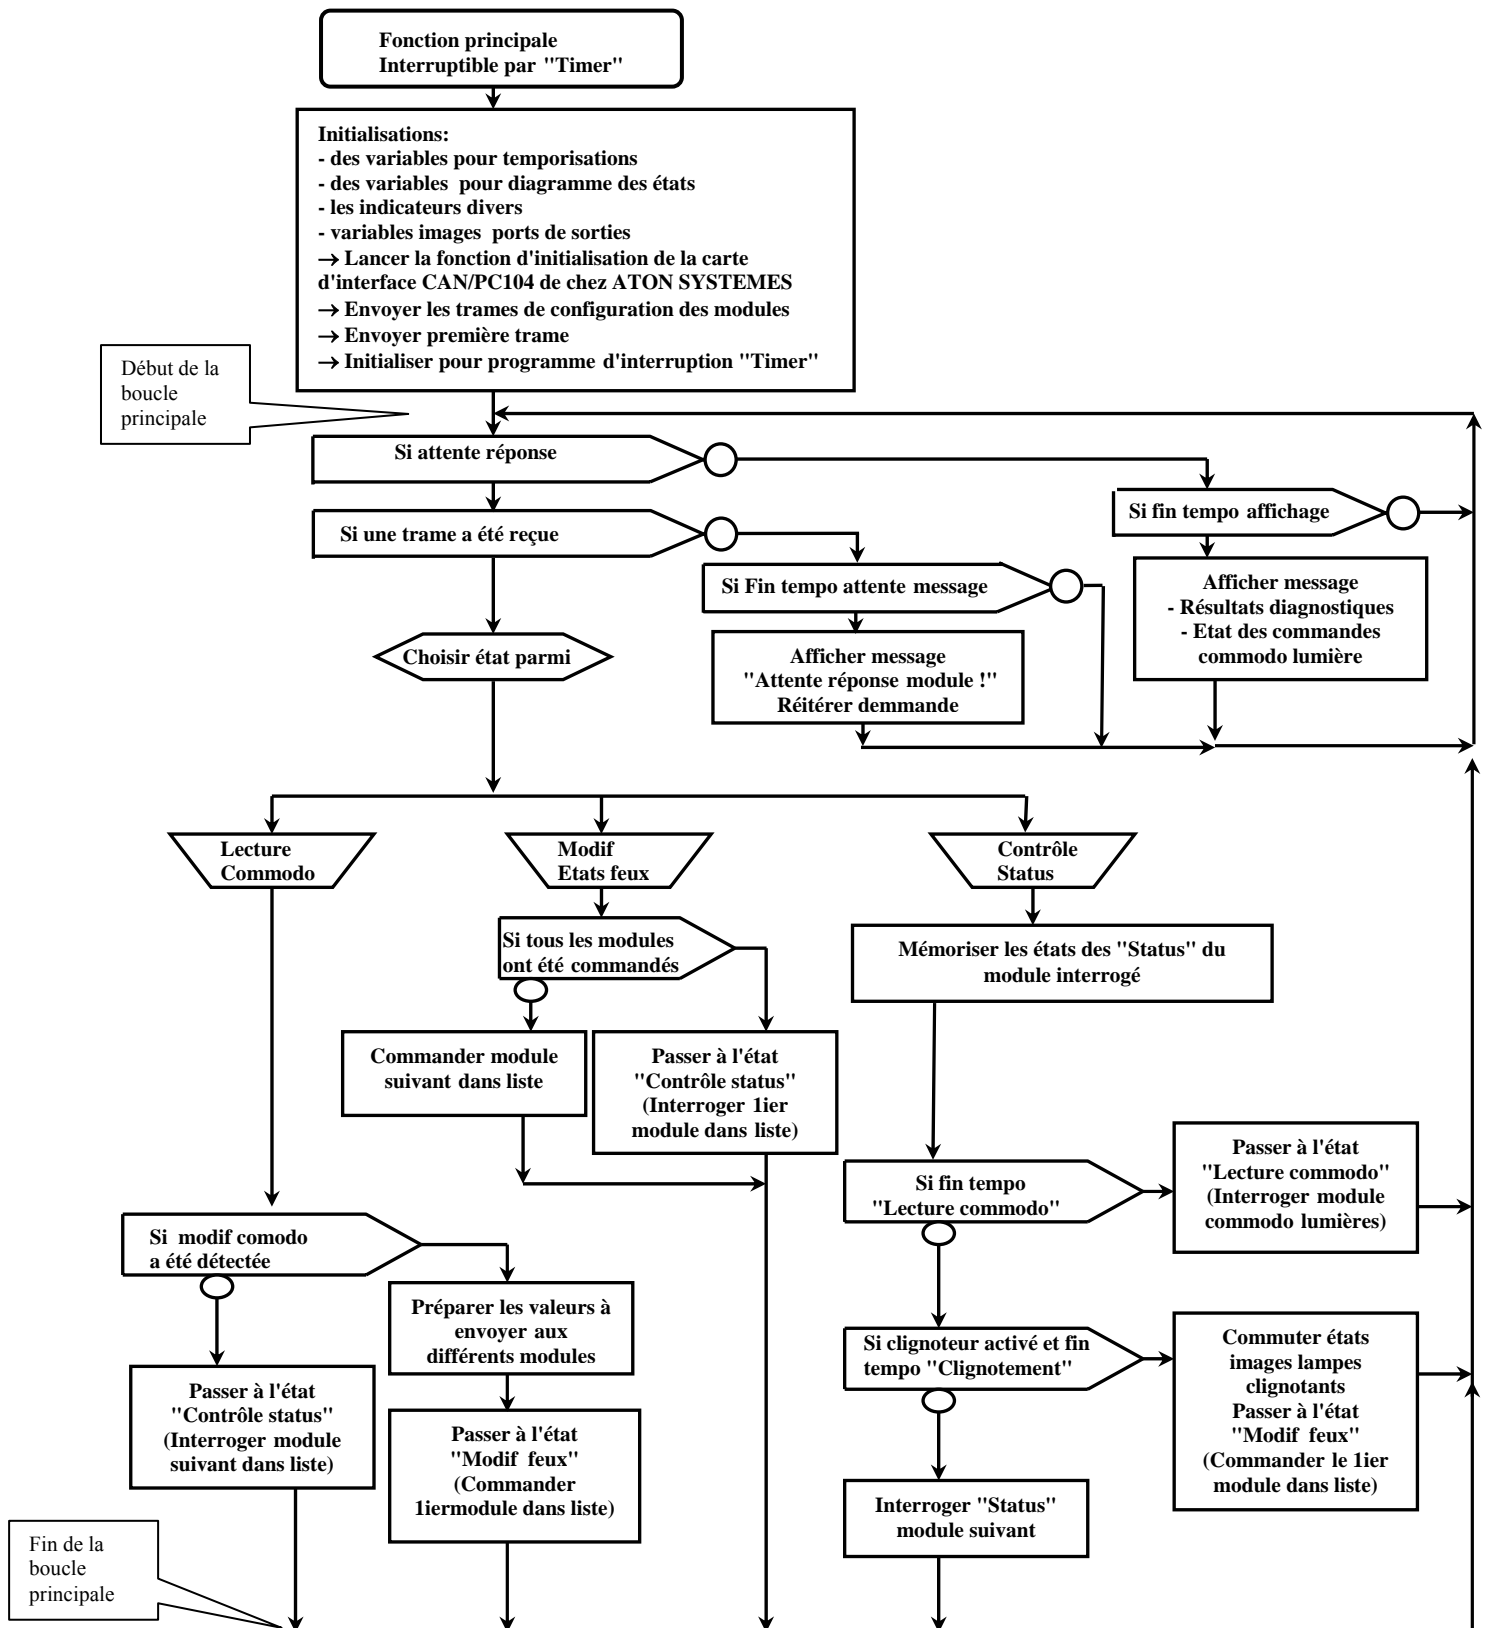 Fonction principale
Interruptible par "Timer"
Initialisations:
- des variables pour temporisations
- des variables pour diagramme des états
- les indicateurs divers
- variables images ports de sorties
→ Lancer la fonction d'initialisation de la carte
d'interface CAN/PC104 de chez ATON SYSTEMES
→ Envoyer les trames de configuration des modules
→ Envoyer première trame
→ Initialiser pour programme d'interruption "Timer"
Début de la
boucle
principale
Si attente réponse
Si fin tempo affichage
Si une trame a été reçue
Si Fin tempo attente message
Afficher message
- Résultats diagnostiques
- Etat des commandes
commodo lumière
Choisir état parmi
Afficher message
"Attente réponse module !"
Réitérer demmande
Lecture
Commodo
Modif
Etats feux
Contrôle
Status
Si tous les modules
ont été commandés
Mémoriser les états des "Status" du
module interrogé
Commander module
suivant dans liste
Passer à l'état
"Contrôle status"
(Interroger 1ier
module dans liste)
Si fin tempo
"Lecture commodo"
Passer à l'état
"Lecture commodo"
(Interroger module
commodo lumières)
Si modif comodo
a été détectée
Préparer les valeurs à
envoyer aux
différents modules
Si clignoteur activé et fin
tempo "Clignotement"
Commuter états
images lampes
clignotants
Passer à l'état
"Modif feux"
(Commander le 1ier
module dans liste)
Passer à l'état
"Contrôle status"
(Interroger module
suivant dans liste)
Passer à l'état
"Modif feux"
(Commander
1iermodule dans liste)
Interroger "Status"
module suivant
Fin de la
boucle
principale